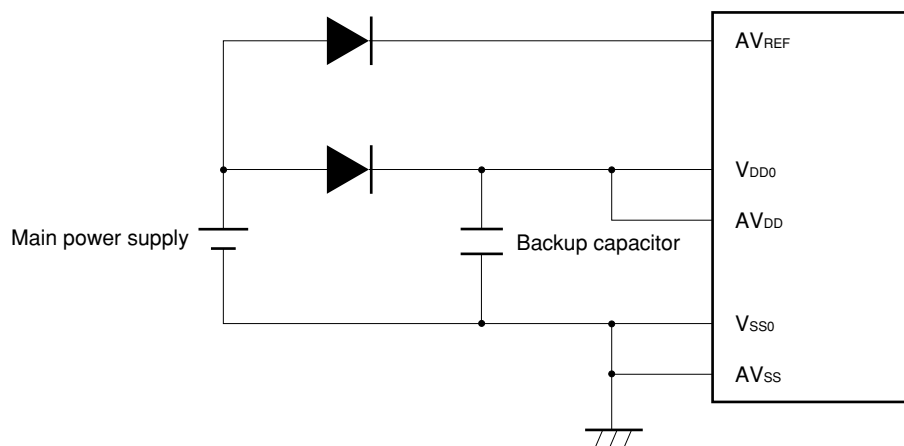 AVREF
VDD0
AVDD
Main power supply
Backup capacitor
VSS0
AVSS